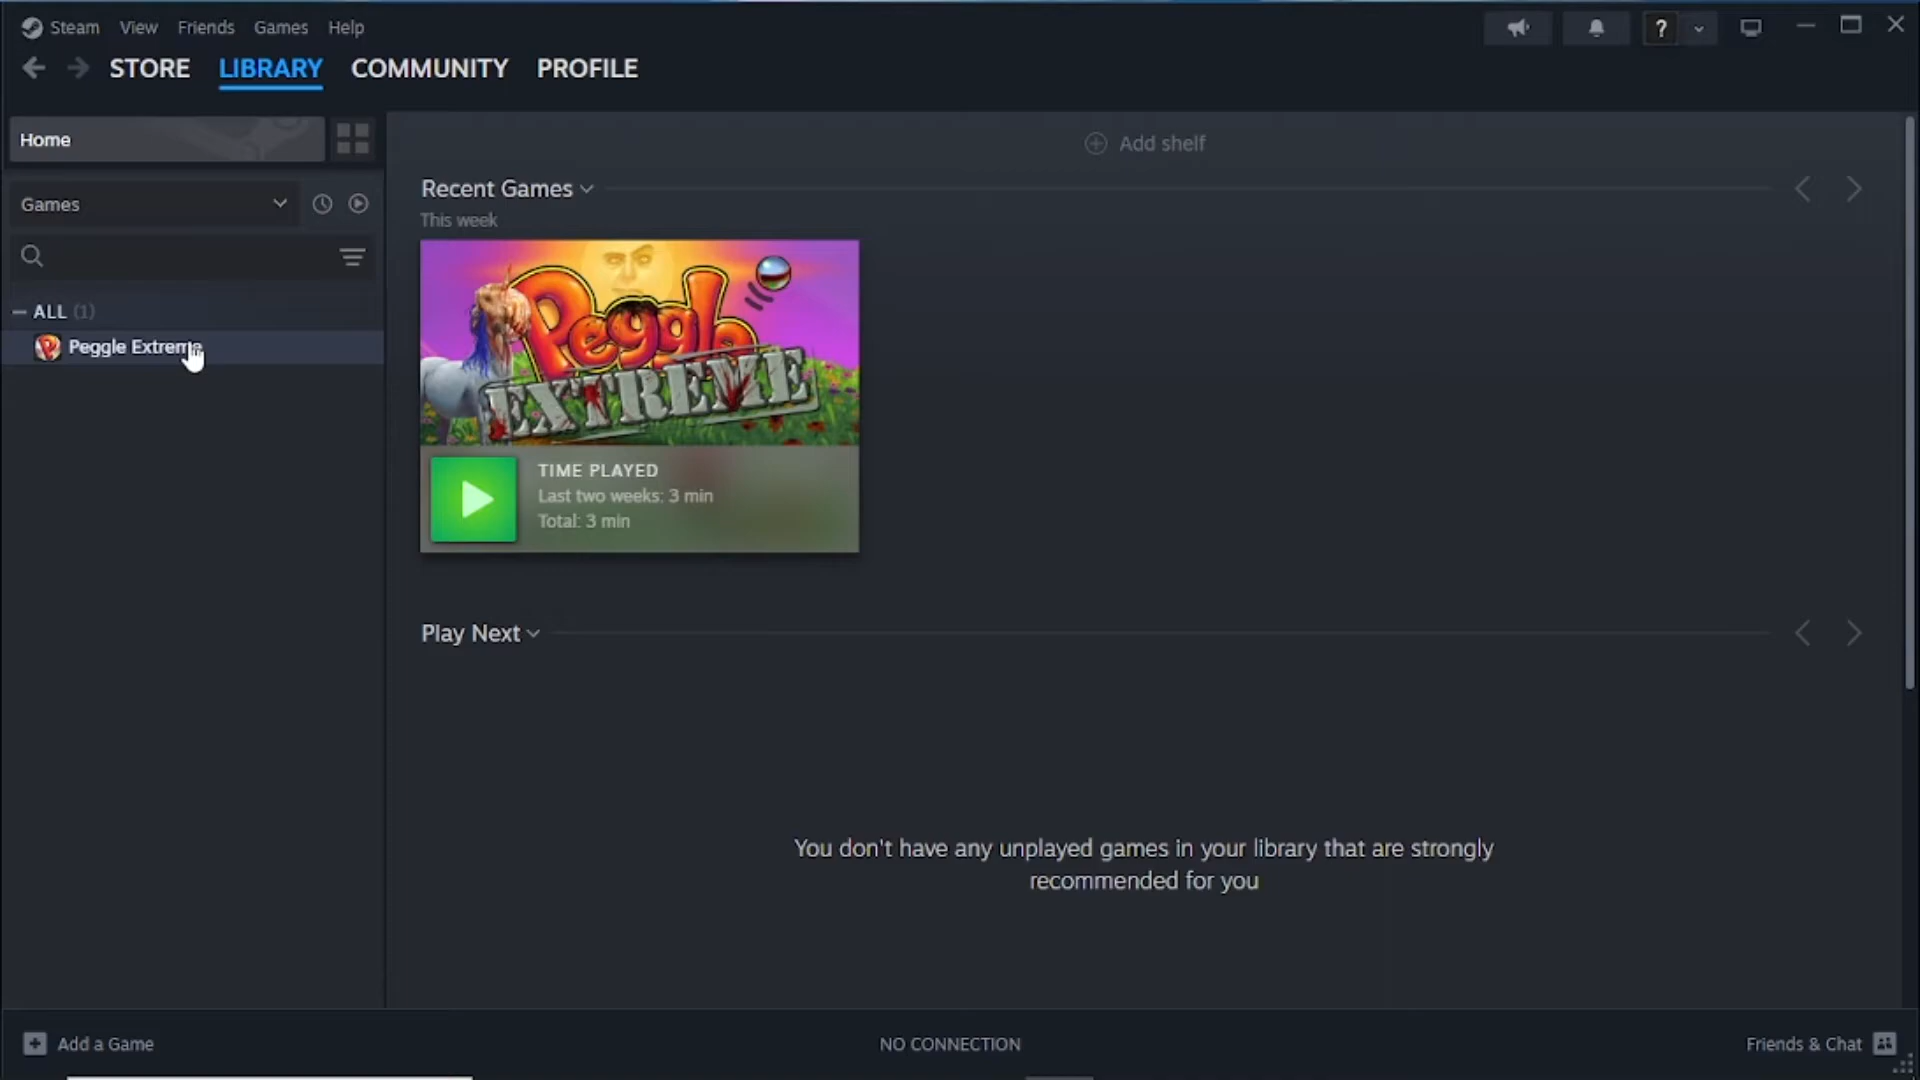 Steam View Friends Games Help
?
STORE LIBRARY COMMUNITY PROFILE
Home
Add shelf
Games
Recent Games
This week
ALL (1)
Peggle Extreme
Peggle
EXTREME
TIME PLAYED
Last two weeks: 3 min
Total: 3 min
Play Next
You don't have any unplayed games in your library that are strongly
recommended for you
Add a Game
NO CONNECTION
Friends & Chat